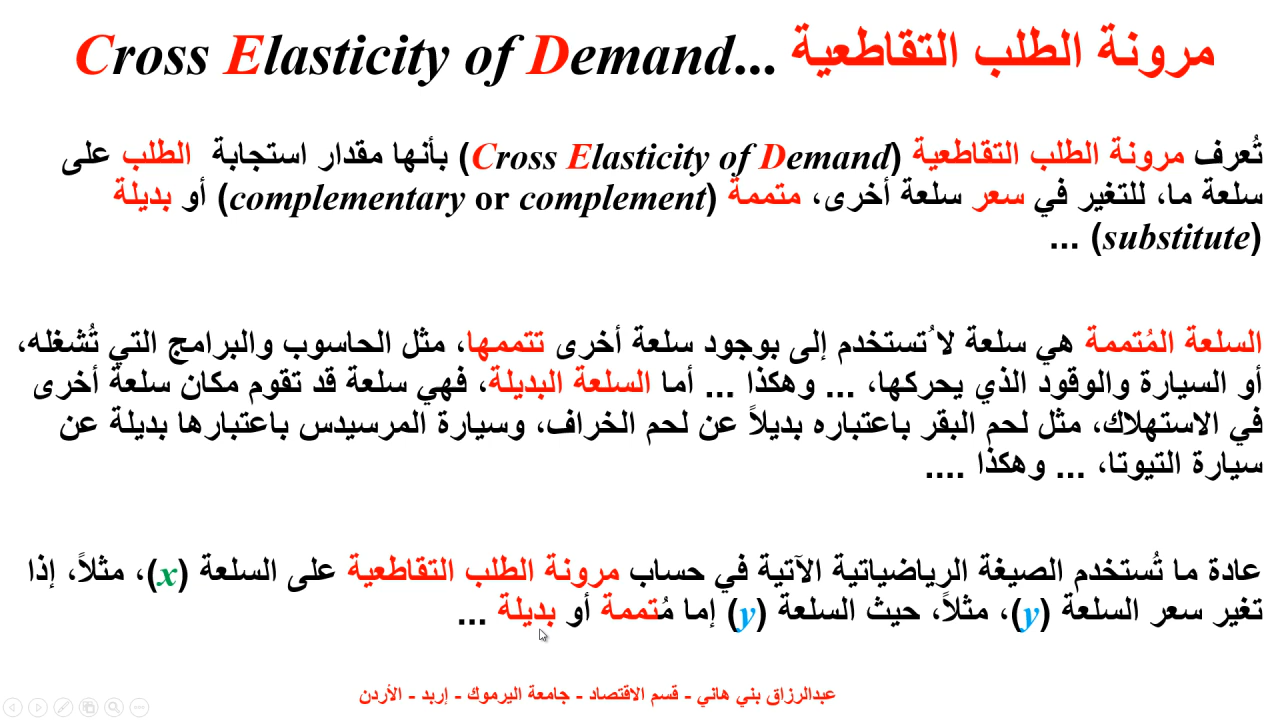 مرونة الطلب التقاطعية ...Cross Elasticity of Demand
تُعرف مرونة الطلب التقاطعية (Cross Elasticity of Demand) بأنها مقدار استجابة الطلب على
سلعة ما، للتغير في سعر سلعة أخرى، متممة (complementary or complement) أو بديلة
(substitute) ...
السلعة المُتممة هي سلعة لا تُستخدم إلى بوجود سلعة أخرى تتممها، مثل الحاسوب والبرامج التي تُشغله،
أو السيارة والوقود الذي يحركها، ... وهكذا ... أما السلعة البديلة، فهي سلعة قد تقوم مكان سلعة أخرى
في الاستهلاك، مثل لحم البقر باعتباره بديلاً عن لحم الخراف، وسيارة المرسيدس باعتبارها بديلة عن
سيارة التيوتا، ... وهكذا ....
عادة ما تُستخدم الصيغة الرياضياتية الآتية في حساب مرونة الطلب التقاطعية على السلعة (x)، مثلاً، إذا
تغير سعر السلعة (y)، مثلاً، حيث السلعة (y) إما مُتممة أو بديلة ...
عبدالرزاق بني هاني - قسم الاقتصاد - جامعة اليرموك - إربد - الأردن